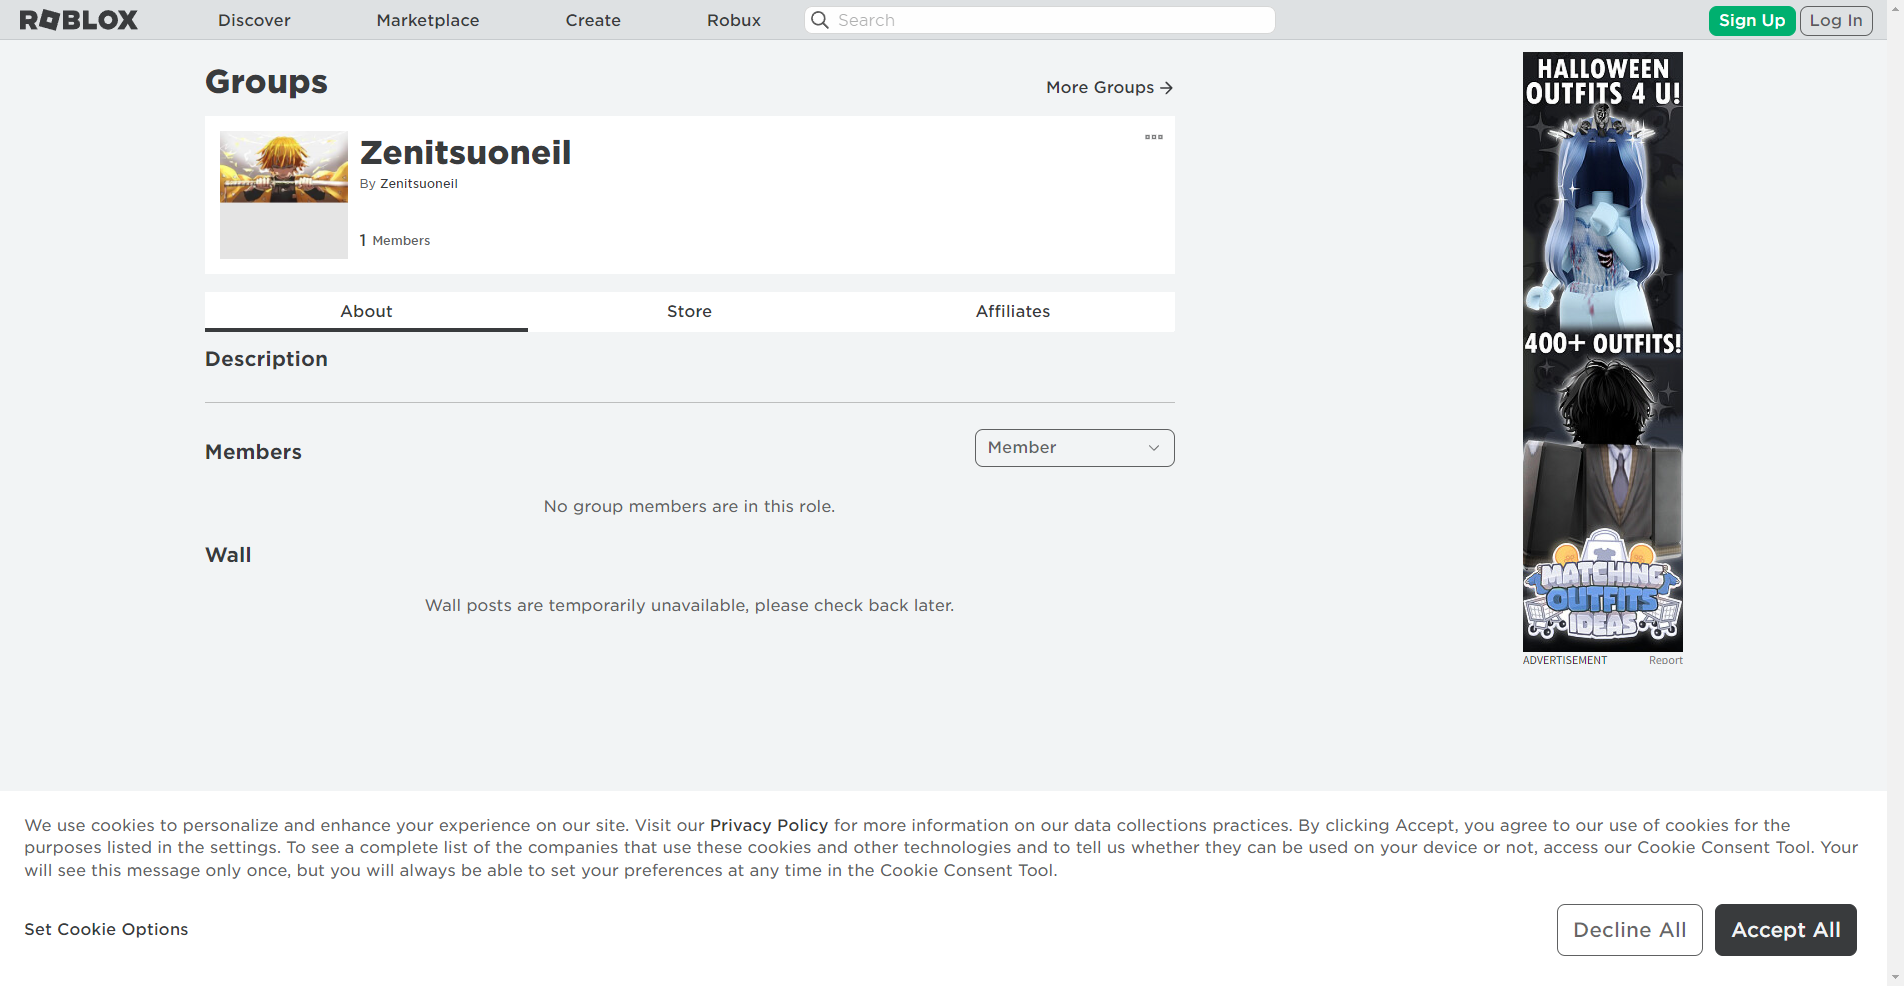 ROBLOX
Discover
Marketplace
Create
Robux
Search
Sign Up
Log In
Groups
More Groups
Zenitsuoneil
By Zenitsuoneil
1 Members
About
Store
Affiliates
Description
Members
Member
No group members are in this role.
Wall
Wall posts are temporarily unavailable, please check back later.
HALLOWEEN
OUTFITS 4 U!
400+ OUTFITS!
MATCHING
OUTFITS
IDEAS
ADVERTISEMENT
Report
We use cookies to personalize and enhance your experience on our site. Visit our Privacy Policy for more information on our data collections practices. By clicking Accept, you agree to our use of cookies for the
purposes listed in the settings. To see a complete list of the companies that use these cookies and other technologies and to tell us whether they can be used on your device or not, access our Cookie Consent Tool. Your
will see this message only once, but you will always be able to set your preferences at any time in the Cookie Consent Tool.
Set Cookie Options
Decline All
Accept All